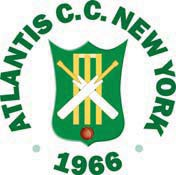 ATLANTIS C.C. NEW YORK
1966